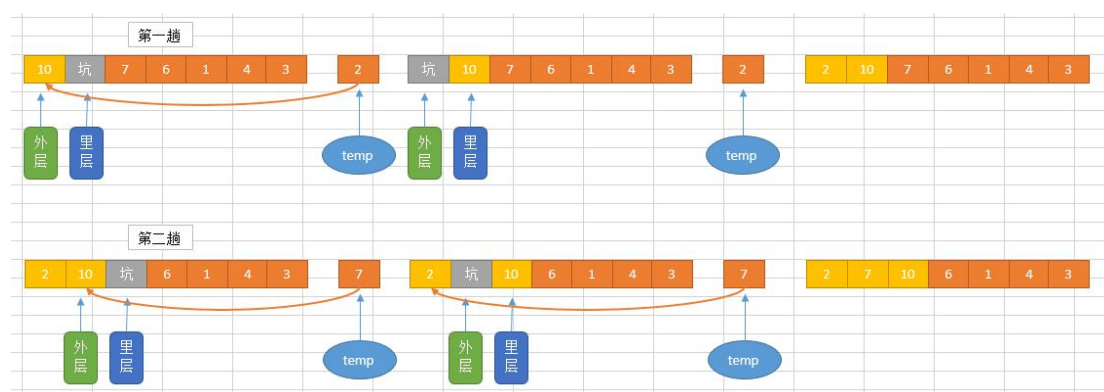 第一趟
10 坑 7 6 1 4 3 2 坑 10 7 6 1 4 3 2 2 10 7 6 1 4 3
外层 里层 temp 外层 里层 temp
第二趟
2 10 坑 6 1 4 3 7 2 坑 10 6 1 4 3 7 2 7 10 6 1 4 3
外层 里层 temp 外层 里层 temp